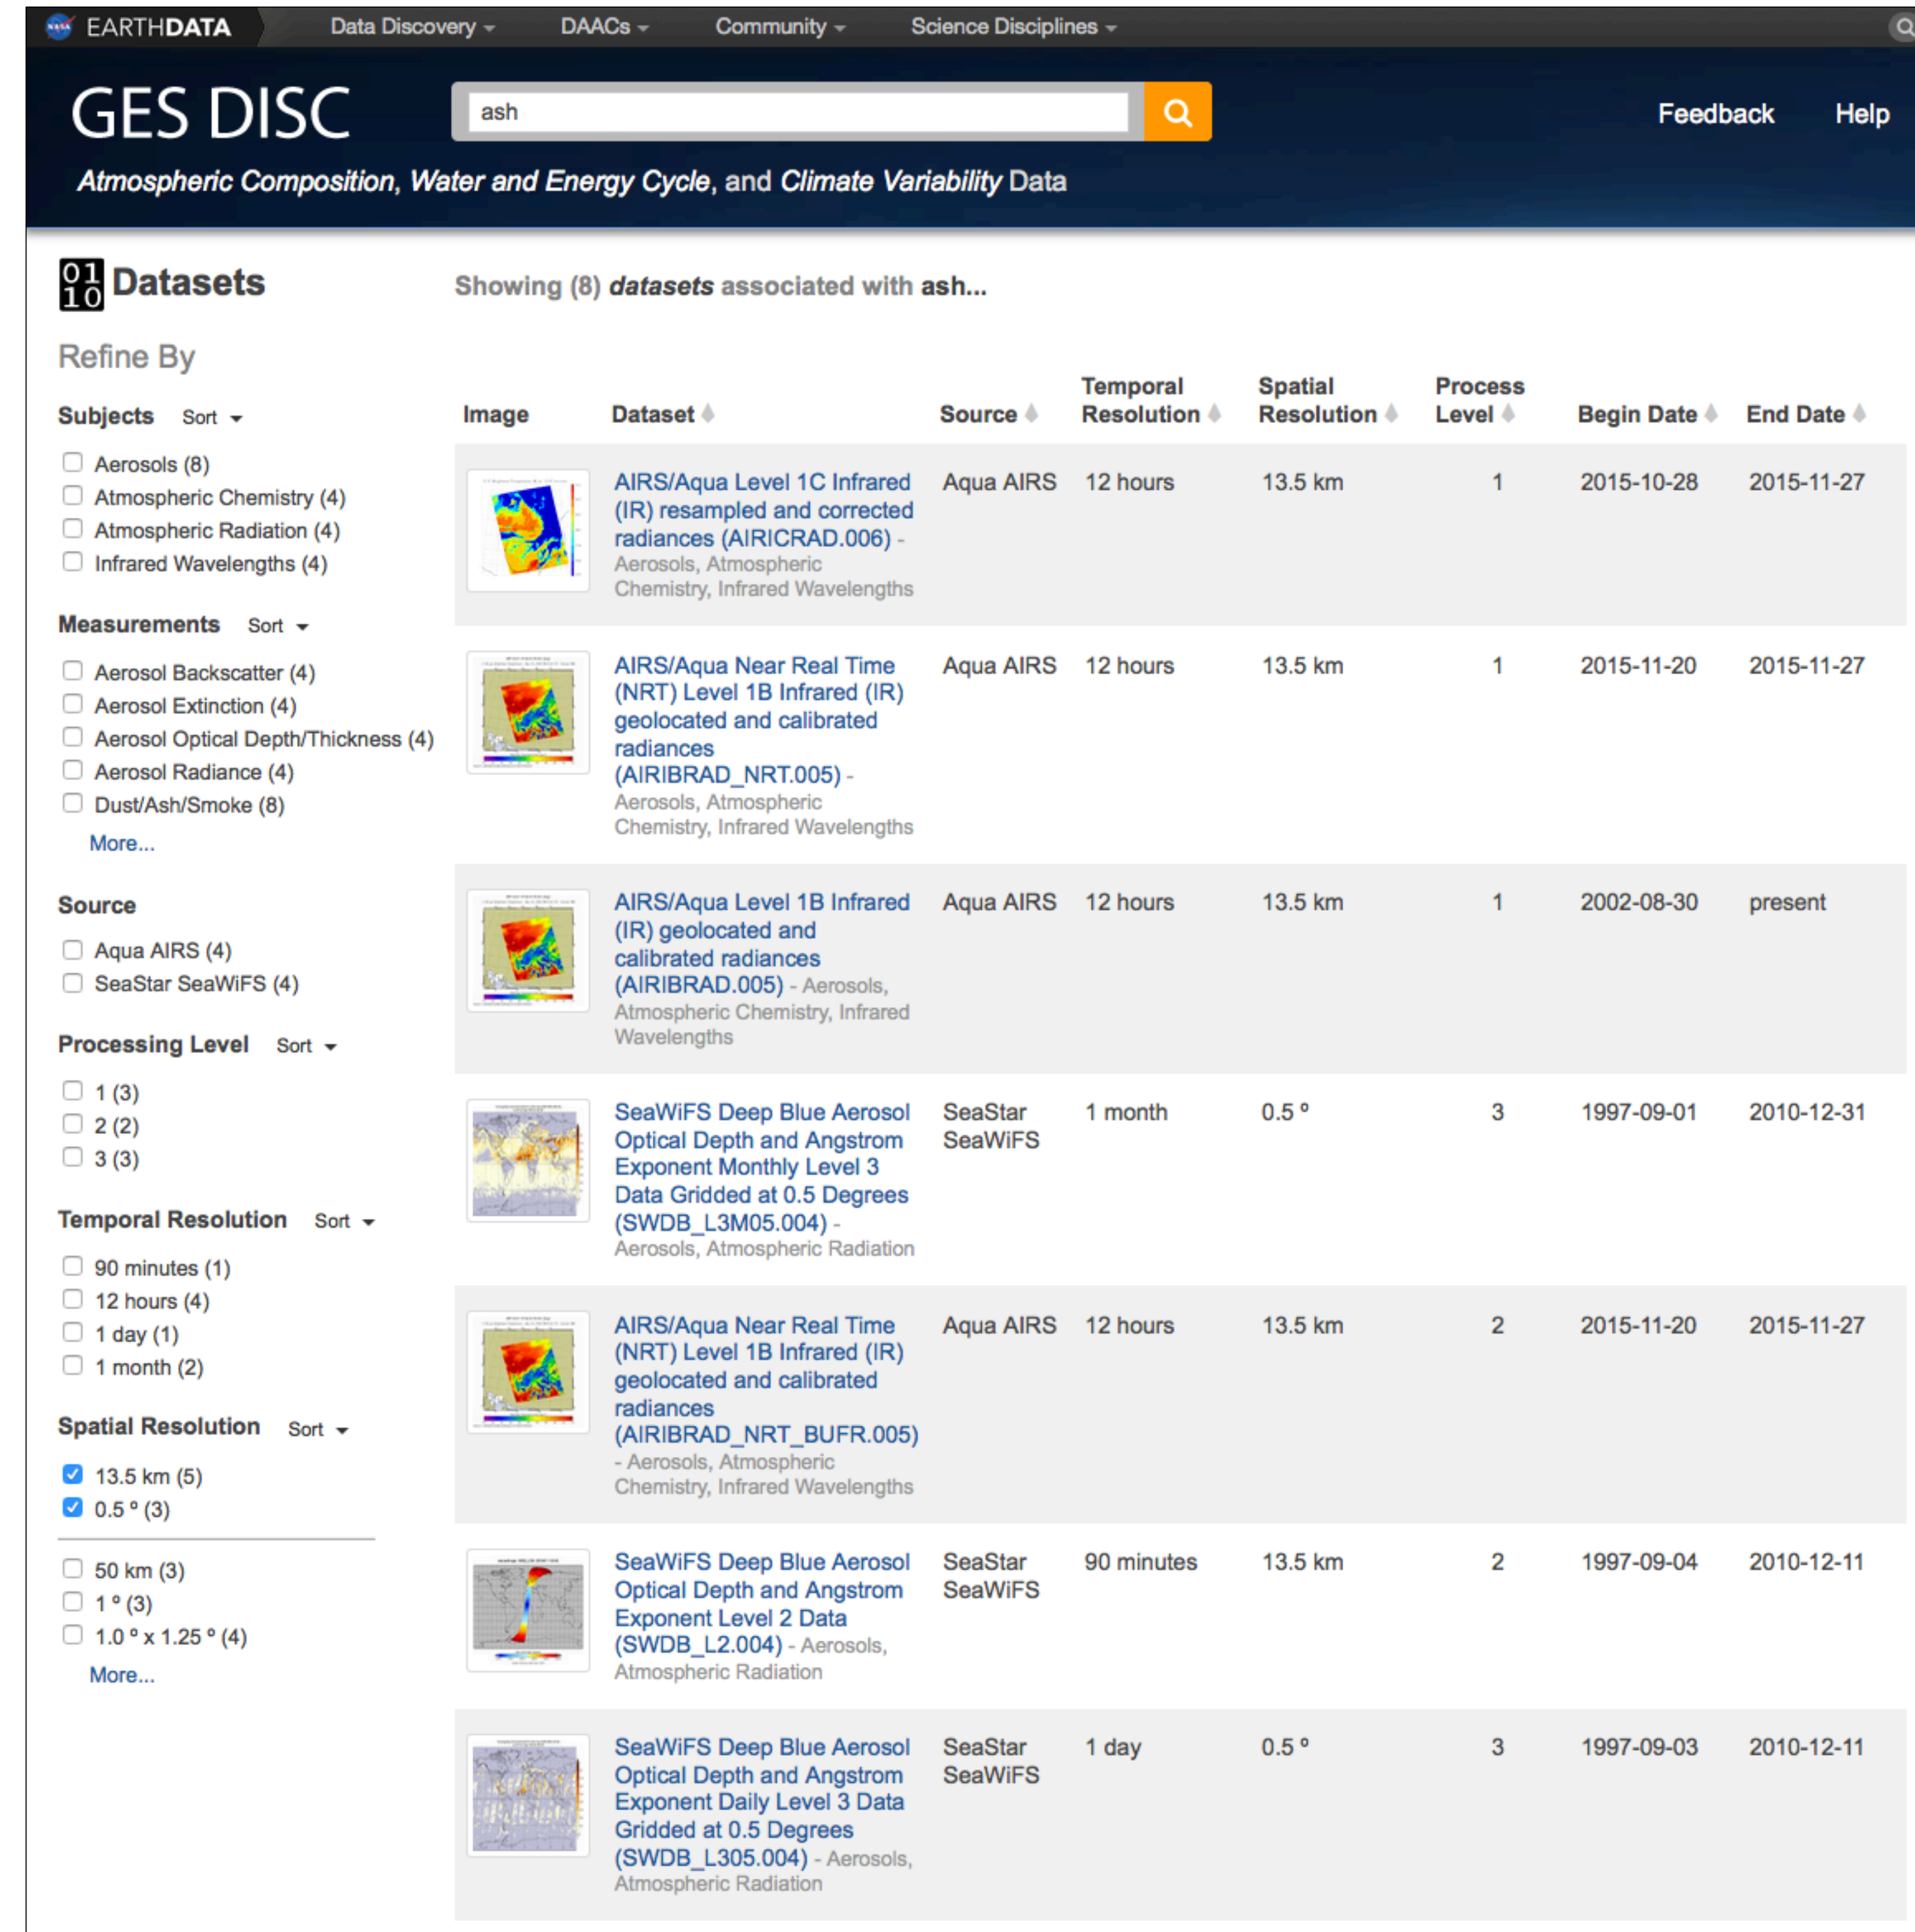 EARTHDATA Data Discovery DAACs Community Science Disciplines
GES DISC ash Feedback Help
Atmospheric Composition, Water and Energy Cycle, and Climate Variability Data
01
10
Datasets
Showing (8) datasets associated with ash...
Refine By
Subjects Sort
Aerosols (8)
Atmospheric Chemistry (4)
Atmospheric Radiation (4)
Infrared Wavelengths (4)
Measurements Sort
Aerosol Backscatter (4)
Aerosol Extinction (4)
Aerosol Optical Depth/Thickness (4)
Aerosol Radiance (4)
Dust/Ash/Smoke (8)
More...
Source
Aqua AIRS (4)
SeaStar SeaWiFS (4)
Processing Level Sort
1 (3)
2 (2)
3 (3)
Temporal Resolution Sort
90 minutes (1)
12 hours (4)
1 day (1)
1 month (2)
Spatial Resolution Sort
13.5 km (5)
0.5 º (3)
50 km (3)
1 º (3)
1.0 º x 1.25 º (4)
More...
Image Dataset Source Temporal Resolution Spatial Resolution Process Level Begin Date End Date
AIRS/Aqua Level 1C Infrared Aqua AIRS 12 hours 13.5 km 1 2015-10-28 2015-11-27
(IR) resampled and corrected
radiances (AIRICRAD.006) -
Aerosols, Atmospheric
Chemistry, Infrared Wavelengths
AIRS/Aqua Near Real Time Aqua AIRS 12 hours 13.5 km 1 2015-11-20 2015-11-27
(NRT) Level 1B Infrared (IR)
geolocated and calibrated
radiances
(AIRIBRAD_NRT.005) -
Aerosols, Atmospheric
Chemistry, Infrared Wavelengths
AIRS/Aqua Level 1B Infrared Aqua AIRS 12 hours 13.5 km 1 2002-08-30 present
(IR) geolocated and
calibrated radiances
(AIRIBRAD.005) - Aerosols,
Atmospheric Chemistry, Infrared
Wavelengths
SeaWiFS Deep Blue Aerosol SeaStar 1 month 0.5 º 3 1997-09-01 2010-12-31
Optical Depth and Angstrom SeaWiFS
Exponent Monthly Level 3
Data Gridded at 0.5 Degrees
(SWDB_L3M05.004) -
Aerosols, Atmospheric Radiation
AIRS/Aqua Near Real Time Aqua AIRS 12 hours 13.5 km 2 2015-11-20 2015-11-27
(NRT) Level 1B Infrared (IR)
geolocated and calibrated
radiances
(AIRIBRAD_NRT_BUFR.005)
- Aerosols, Atmospheric
Chemistry, Infrared Wavelengths
SeaWiFS Deep Blue Aerosol SeaStar 90 minutes 13.5 km 2 1997-09-04 2010-12-11
Optical Depth and Angstrom SeaWiFS
Exponent Level 2 Data
(SWDB_L2.004) - Aerosols,
Atmospheric Radiation
SeaWiFS Deep Blue Aerosol SeaStar 1 day 0.5 º 3 1997-09-03 2010-12-11
Optical Depth and Angstrom SeaWiFS
Exponent Daily Level 3 Data
Gridded at 0.5 Degrees
(SWDB_L305.004) - Aerosols,
Atmospheric Radiation